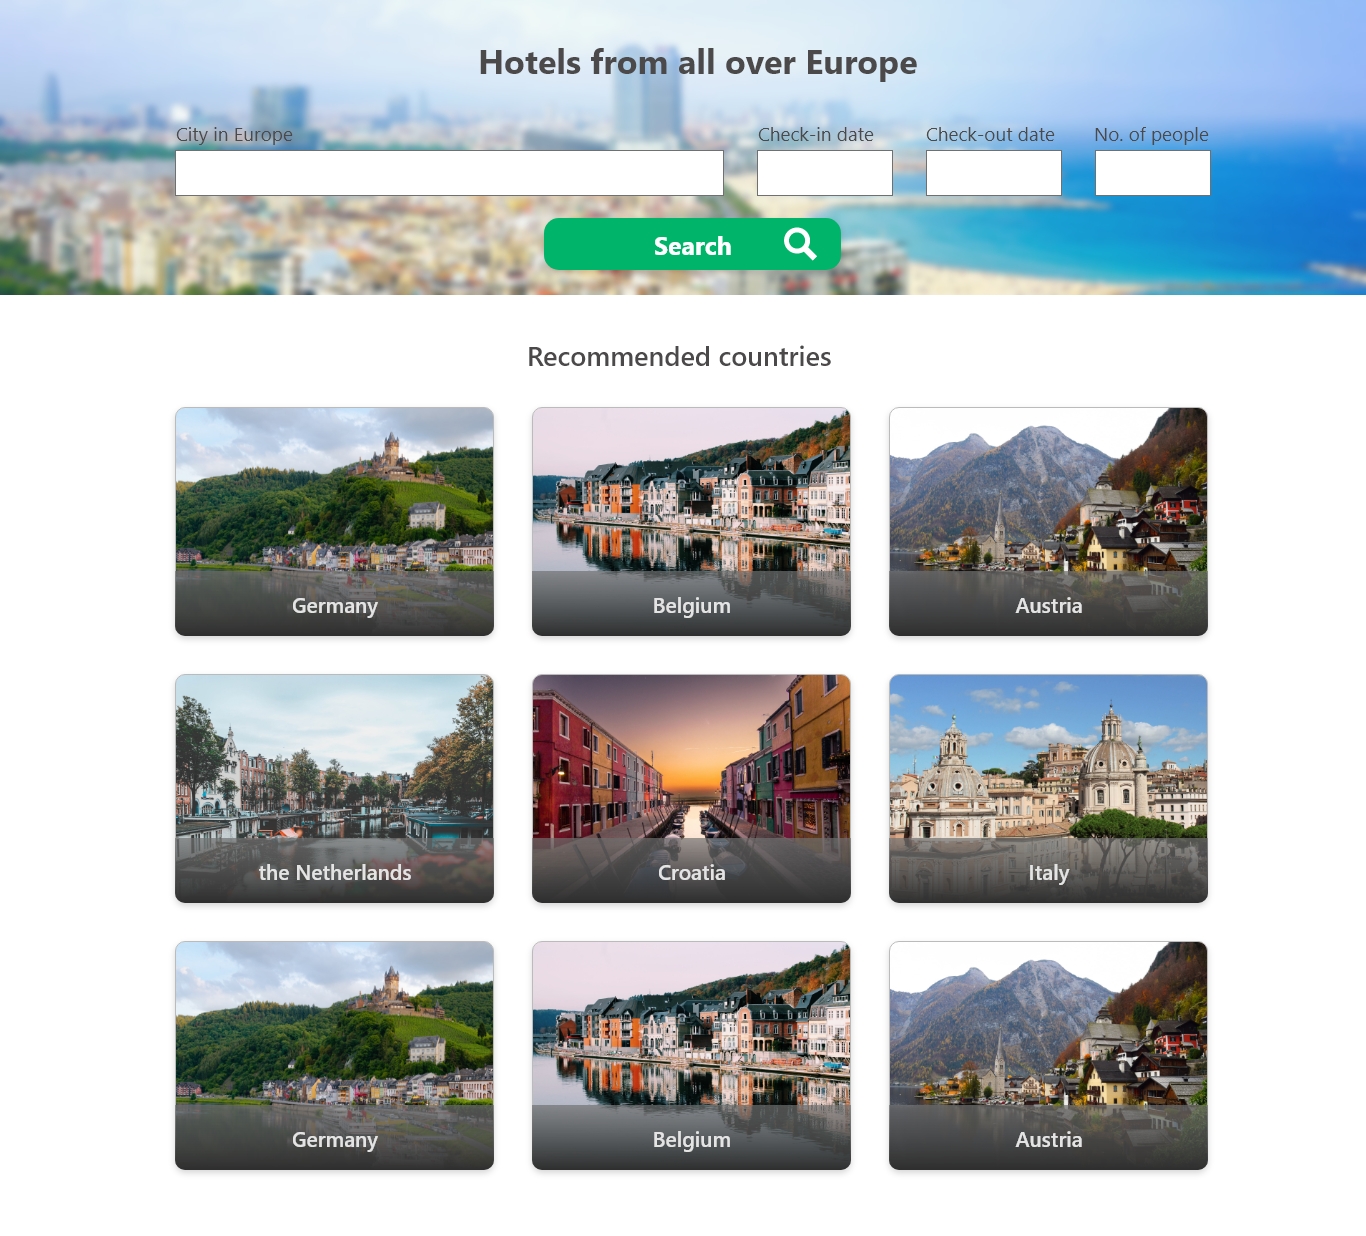 Hotels from all over Europe
City in Europe Check-in date Check-out date No. of people
Search
Recommended countries
Germany Belgium Austria
the Netherlands Croatia Italy
Germany Belgium Austria